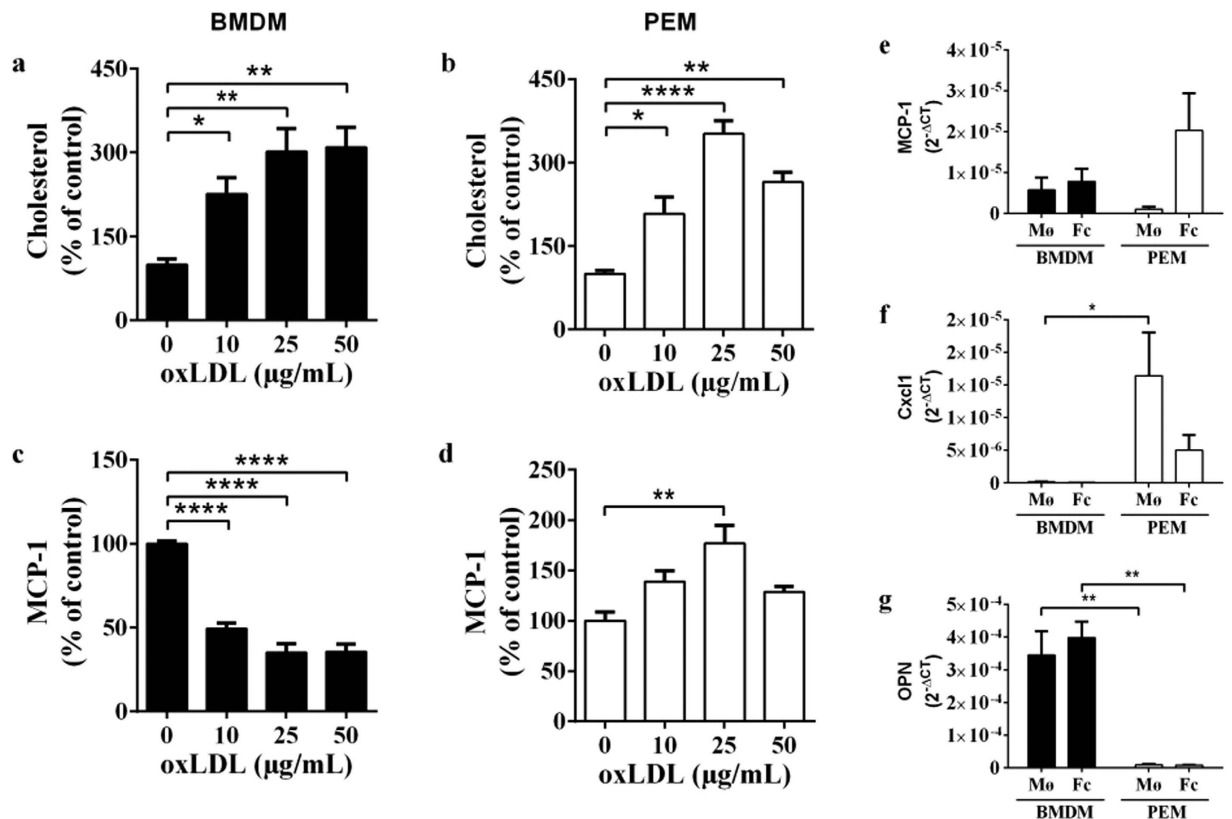 BMDM
a
Cholesterol
(% of control)
450
300
150
0
*
**
**
0 10 25 50
oxLDL (µg/mL)
PEM
b
Cholesterol
(% of control)
450
300
150
0
*
****
**
0 10 25 50
oxLDL (µg/mL)
c
MCP-1
(% of control)
150
100
50
0
****
****
****
0 10 25 50
oxLDL (µg/mL)
d
MCP-1
(% of control)
250
200
150
100
50
0
**
0 10 25 50
oxLDL (µg/mL)
e
MCP-1
(2^-ΔCT)
4×10^-5
3×10^-5
2×10^-5
1×10^-5
0
Mø Fc Mø Fc
BMDM PEM
f
Cxcl1
(2^-ΔCT)
2×10^-5
2×10^-5
1×10^-5
1×10^-5
5×10^-6
0
*
Mø Fc Mø Fc
BMDM PEM
g
OPN
(2^-ΔCT)
5×10^-4
4×10^-4
3×10^-4
2×10^-4
1×10^-4
0
**
**
Mø Fc Mø Fc
BMDM PEM